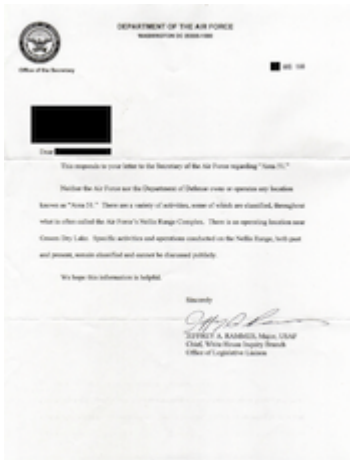 DEPARTMENT OF THE AIR FORCE
WASHINGTON DC
Office of the Secretary
Dear
This responds to your letter to the Secretary of the Air Force regarding "Area 51."
Neither the Air Force nor the Department of Defense owns or operates any location
known as "Area 51." There are a variety of activities, some of which are classified, throughout
what is often called the Air Force's Nellis Range Complex. There is an operating location near
Groom Dry Lake. Specific activities and operations conducted on the Nellis Range, both past
and present, remain classified and cannot be discussed publicly.
We hope this information is helpful.
Sincerely
JEFFREY A. Major, USAF
Chief, White House Inquiry Branch
Office of Legislative Liaison